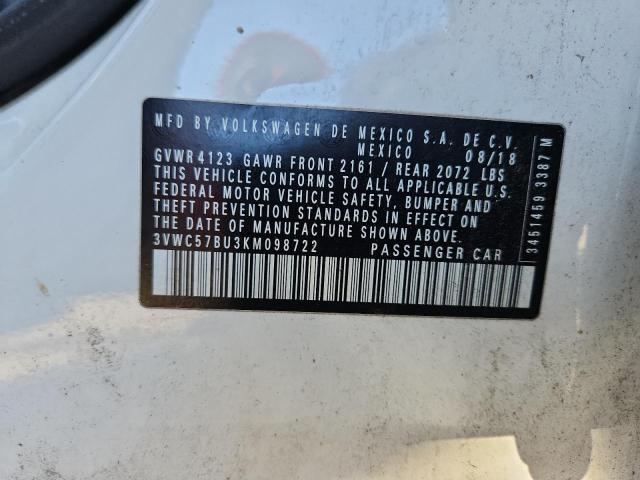 MFD BY VOLKSWAGEN DE MEXICO S.A. DE C.V.
MEXICO 08/18
GVWR 4123 GAWR FRONT 2161 / REAR 2072 LBS
THIS VEHICLE CONFORMS TO ALL APPLICABLE U.S.
FEDERAL MOTOR VEHICLE SAFETY, BUMPER AND
THEFT PREVENTION STANDARDS IN EFFECT ON
THE DATE OF MANUFACTURE SHOWN ABOVE.
3VWC57BU3KM098722 PASSENGER CAR
3451459 3387 M